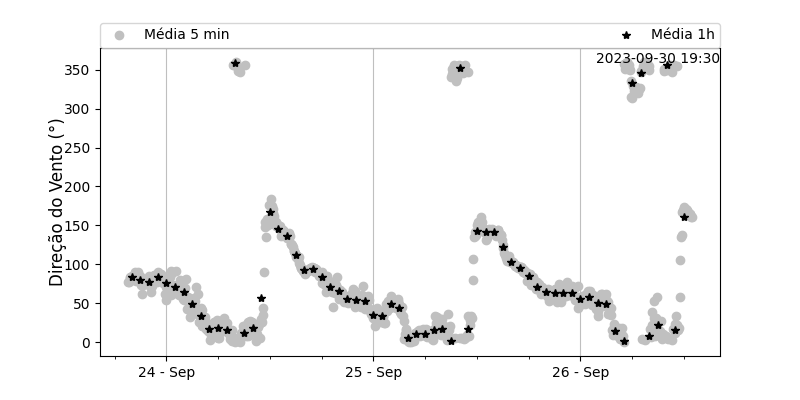 Média 5 min
Média 1h
2023-09-30 19:30
Direção do Vento (°)
350
300
250
200
150
100
50
0
24 - Sep
25 - Sep
26 - Sep